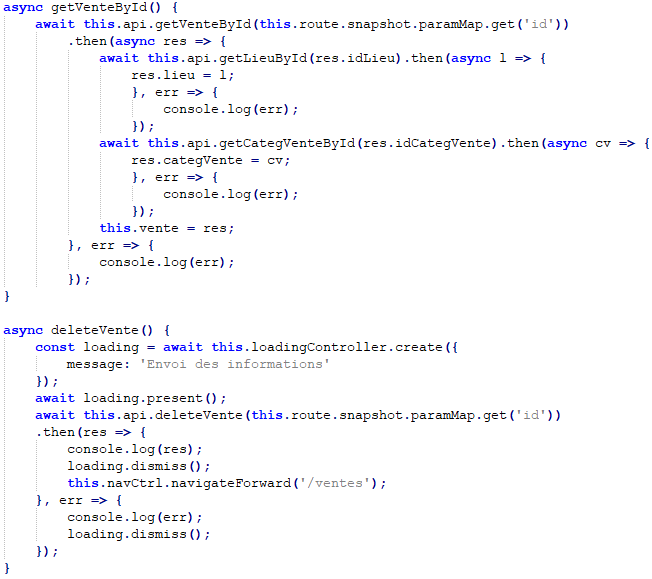 async getVenteById() {
    await this.api.getVenteById(this.route.snapshot.paramMap.get('id'))
        .then(async res => {
            await this.api.getLieuById(res.idLieu).then(async l => {
                res.lieu = l;
                }, err => {
                    console.log(err);
                });
            await this.api.getCategVenteById(res.idCategVente).then(async cv => {
                res.categVente = cv;
                }, err => {
                    console.log(err);
                });
            this.vente = res;
        }, err => {
            console.log(err);
        });
}

async deleteVente() {
    const loading = await this.loadingController.create({
        message: 'Envoi des informations'
    });
    await loading.present();
    await this.api.deleteVente(this.route.snapshot.paramMap.get('id'))
    .then(res => {
        console.log(res);
        loading.dismiss();
        this.navCtrl.navigateForward('/ventes');
    }, err => {
        console.log(err);
        loading.dismiss();
    });
}